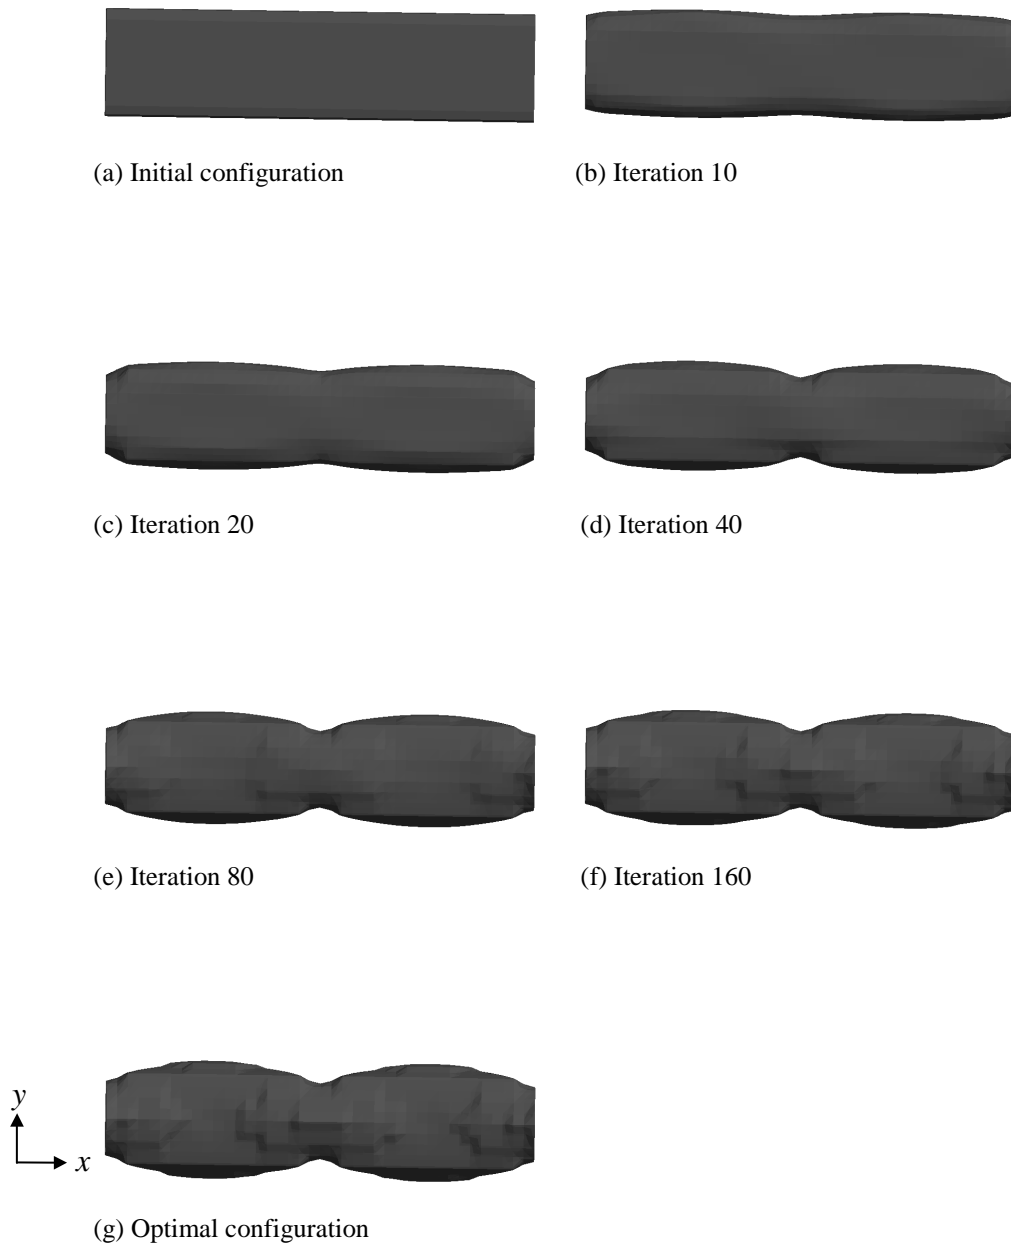 (a) Initial configuration
(b) Iteration 10
(c) Iteration 20
(d) Iteration 40
(e) Iteration 80
(f) Iteration 160
y
x
(g) Optimal configuration